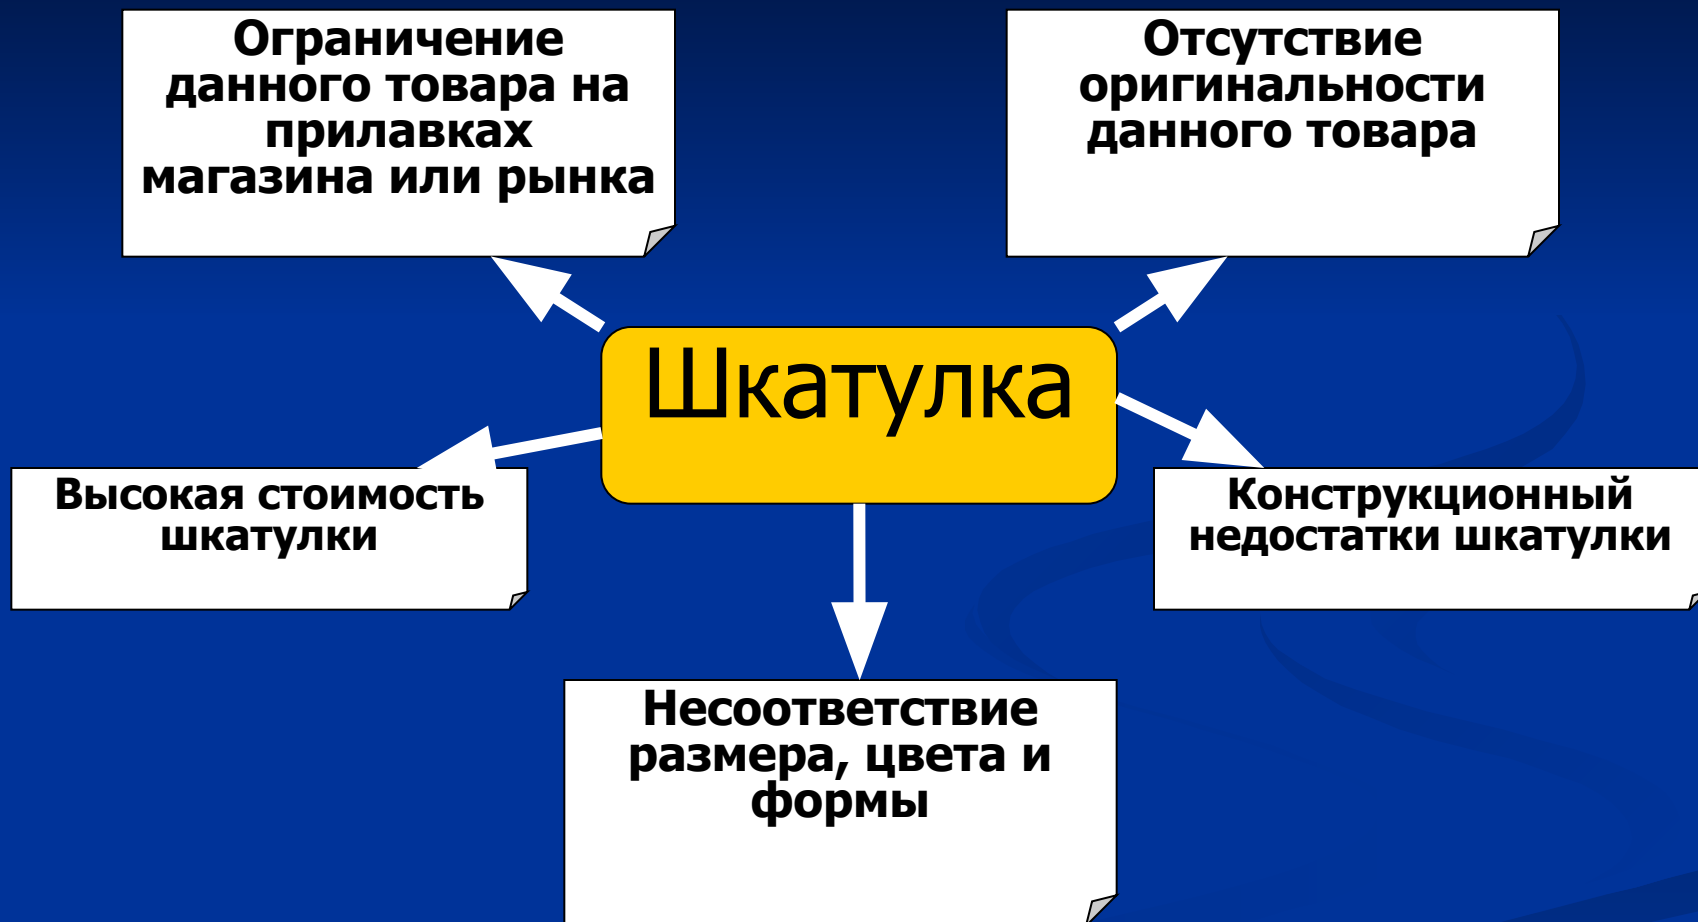 Ограничение
данного товара на
прилавках
магазина или рынка
Отсутствие
оригинальности
данного товара
Шкатулка
Высокая стоимость
шкатулки
Конструкционный
недостатки шкатулки
Несоответствие
размера, цвета и
формы